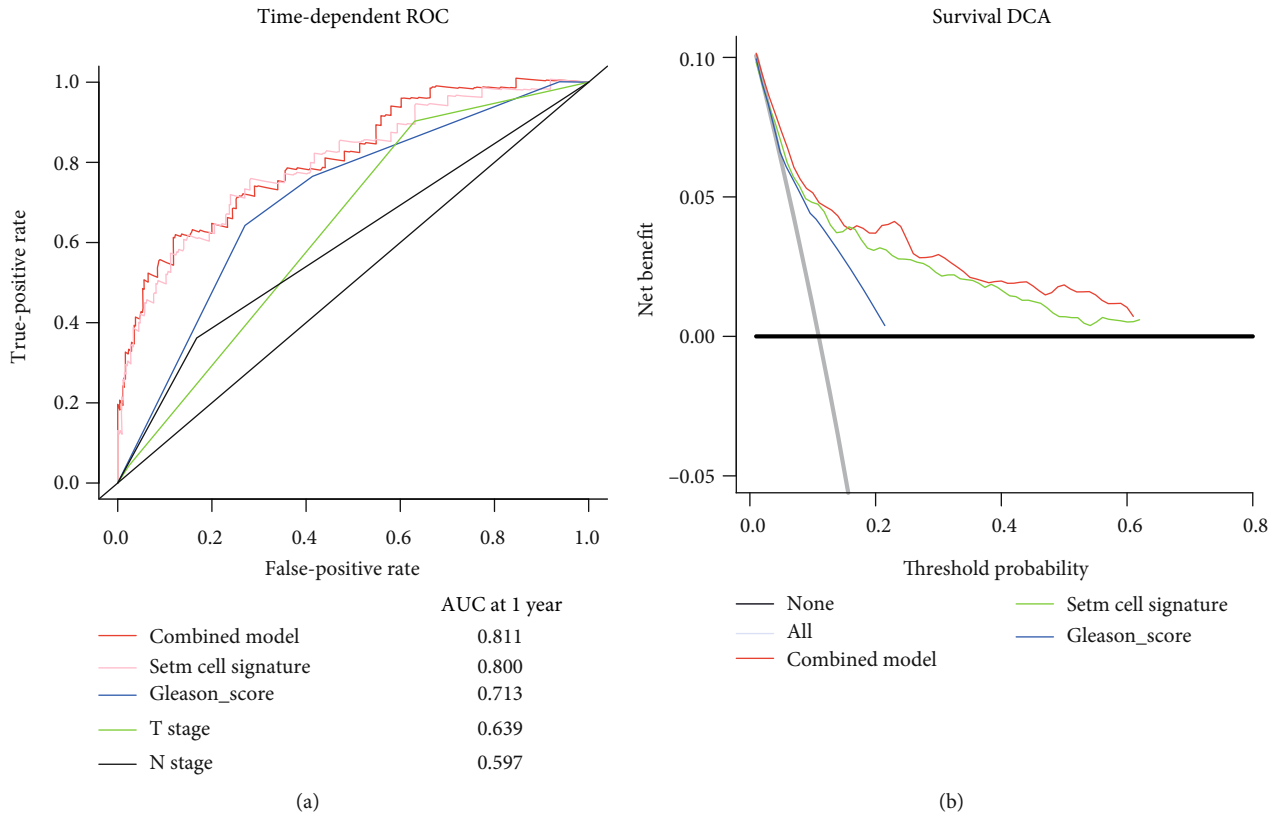 Time-dependent ROC
1.0
0.8
0.6
0.4
0.2
0.0
True-positive rate
0.0 0.2 0.4 0.6 0.8 1.0
False-positive rate
AUC at 1 year
Combined model 0.811
Setm cell signature 0.800
Gleason_score 0.713
T stage 0.639
N stage 0.597
(a)
Survival DCA
0.10
0.05
0.00
–0.05
Net benefit
0.0 0.2 0.4 0.6 0.8
Threshold probability
None
All
Combined model
Setm cell signature
Gleason_score
(b)